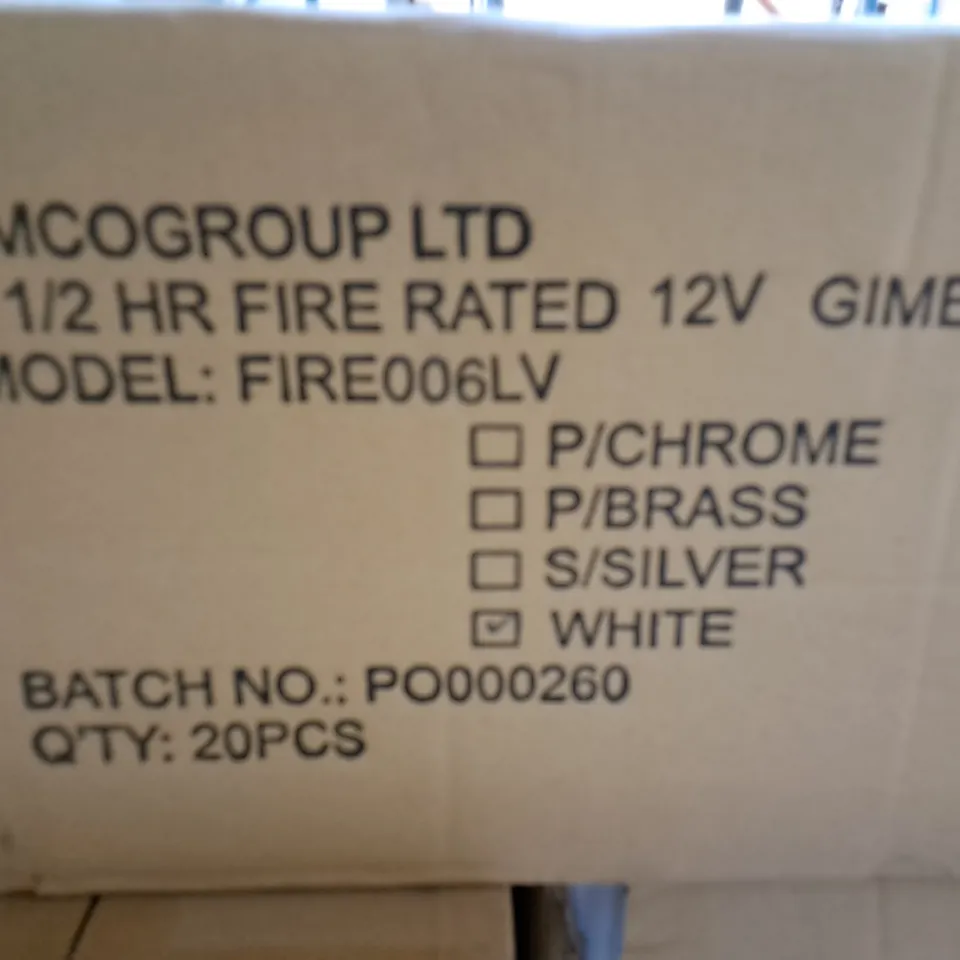 MCOGROUP LTD
1/2 HR FIRE RATED 12V GIMB
MODEL: FIRE006LV
P/CHROME
P/BRASS
S/SILVER
☑ WHITE
BATCH NO.: PO000260
Q'TY: 20PCS